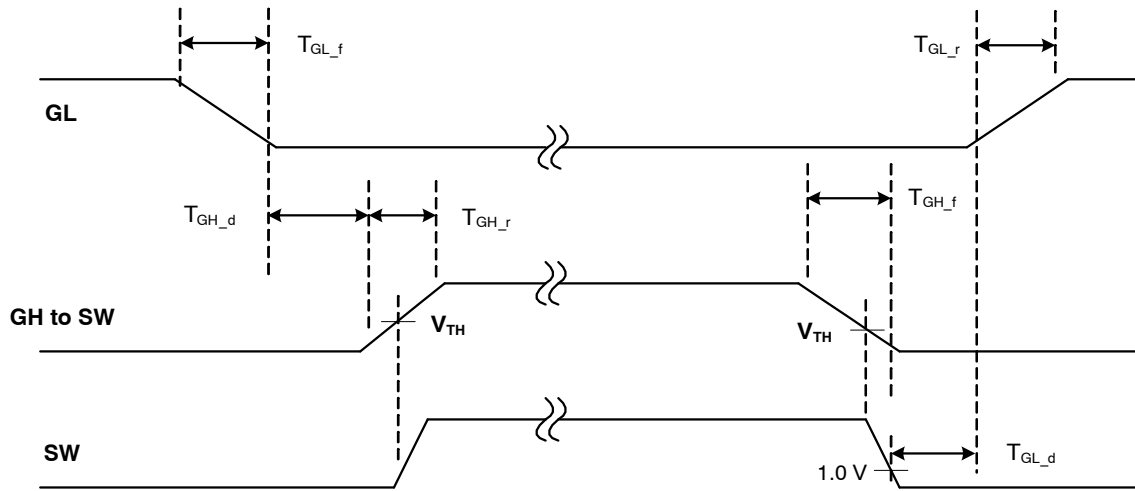 T_GL_f
T_GL_r
GL
T_GH_d
T_GH_r
T_GH_f
GH to SW
V_TH
V_TH
SW
1.0 V
T_GL_d